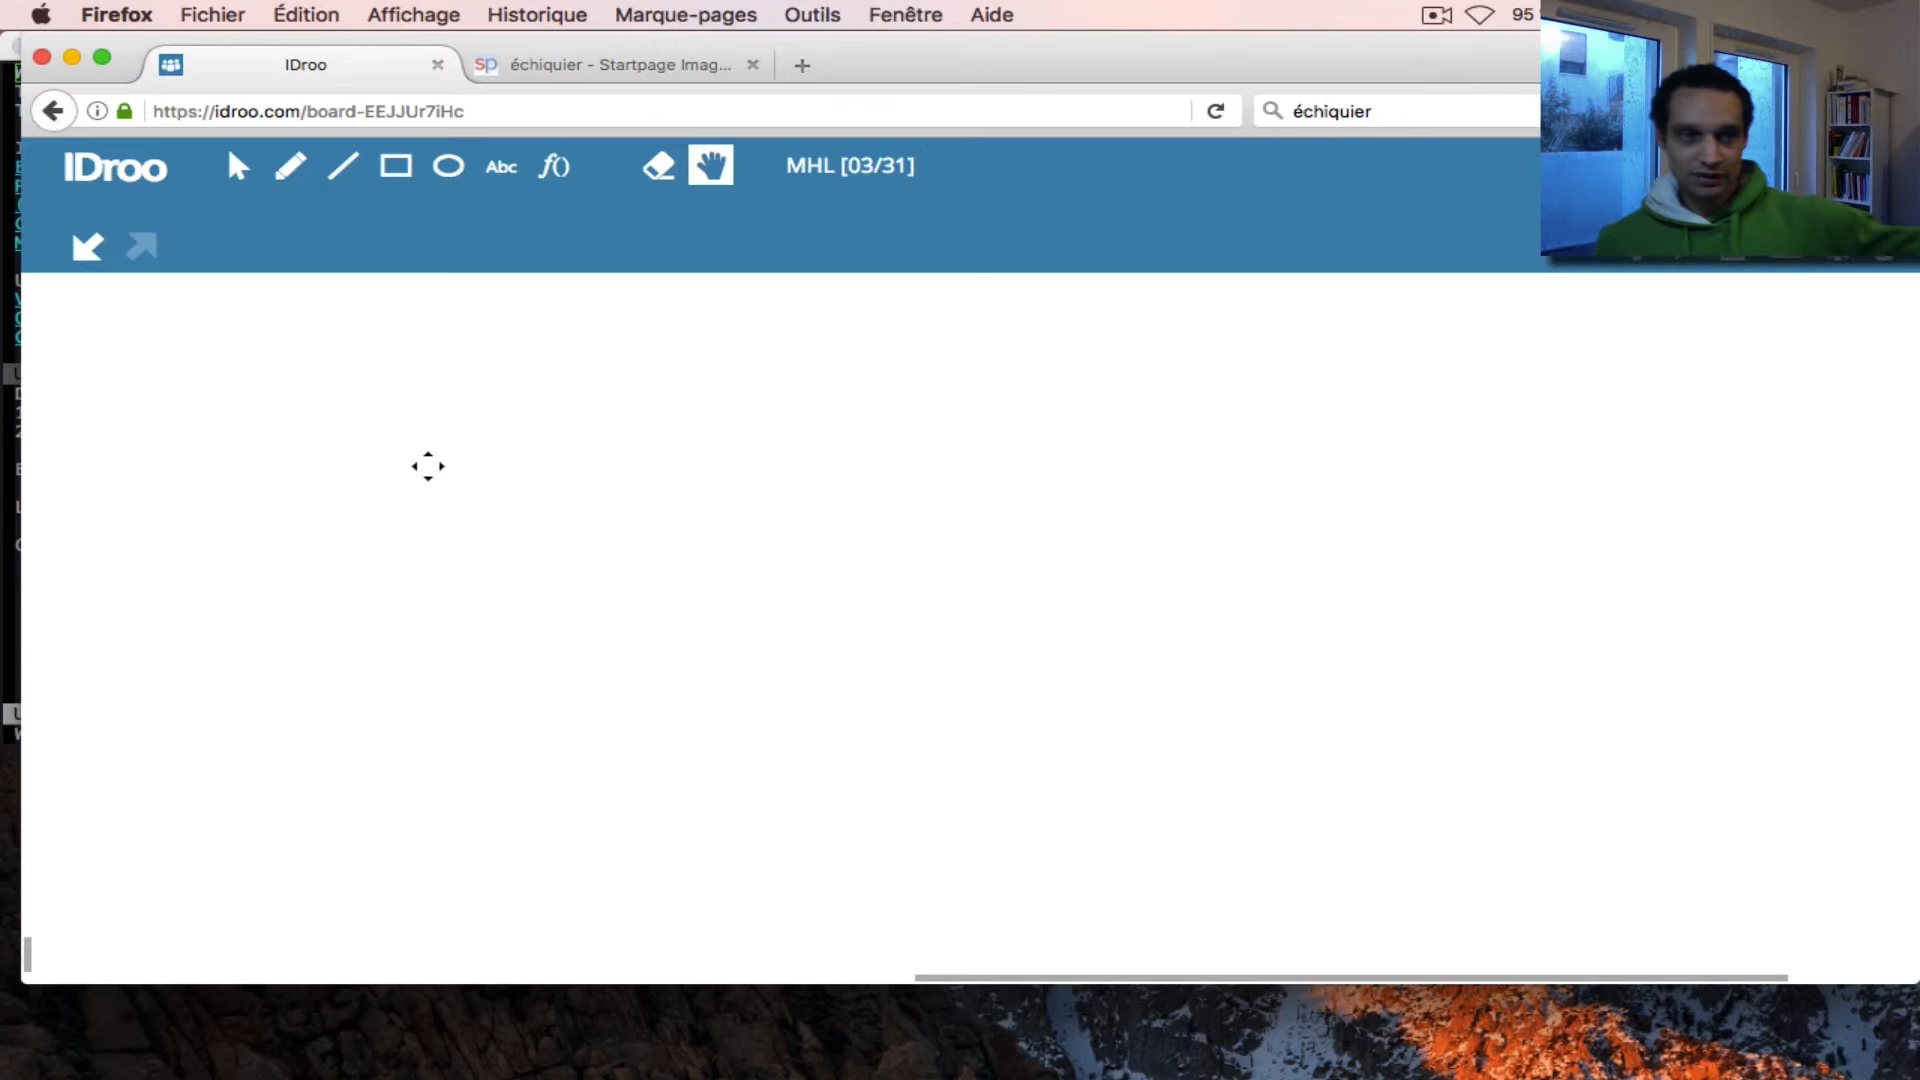 Firefox Fichier Édition Affichage Historique Marque-pages Outils Fenêtre Aide 95
IDroo
sp échiquier - Startpage Imag...
https://idroo.com/board-EEJJUr7iHc
échiquier
IDroo Abc f() MHL [03/31]